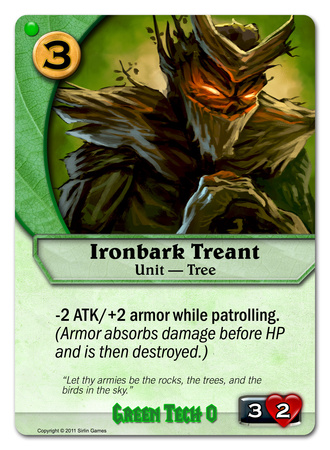 3
Ironbark Treant
Unit — Tree
-2 ATK/+2 armor while patrolling.
(Armor absorbs damage before HP
and is then destroyed.)
“Let thy armies be the rocks, the trees, and the
birds in the sky.”
Green Tech 0
3 2
Copyright © 2011 Sirlin Games